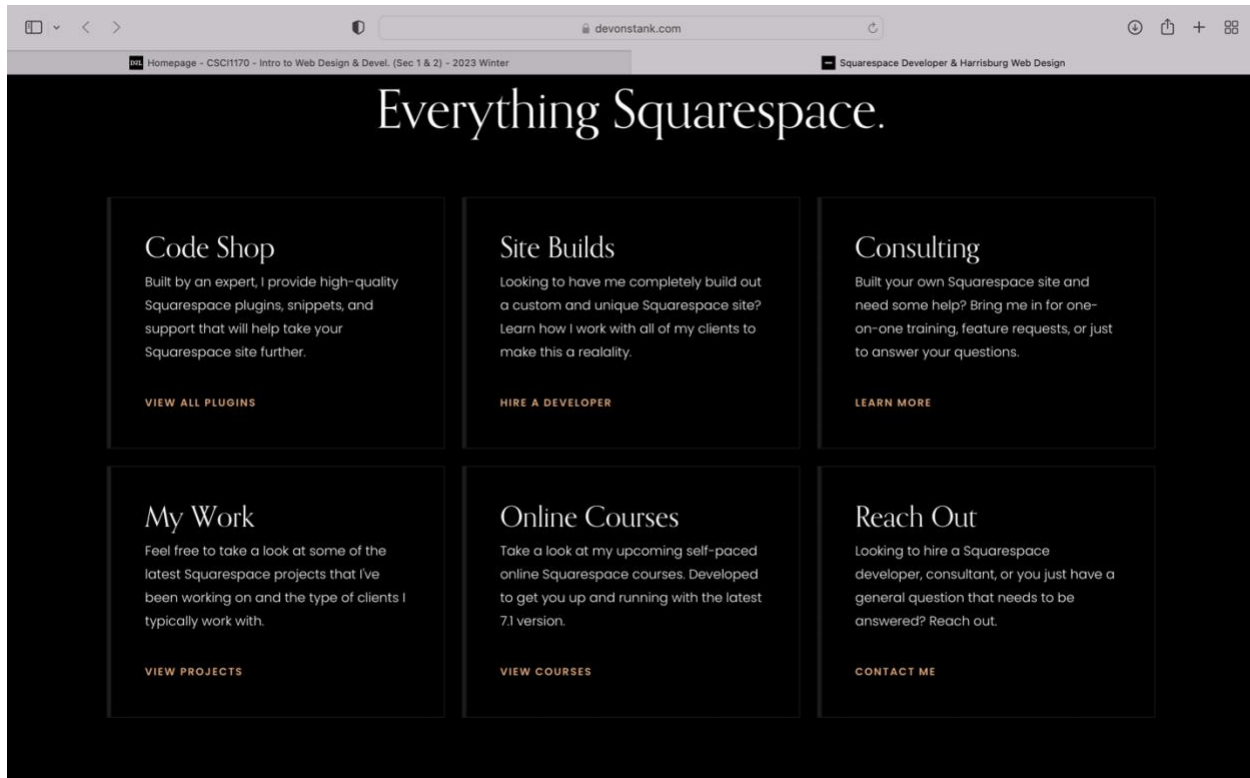 devonstank.com
D2L Homepage - CSCI1170 - Intro to Web Design & Devel. (Sec 1 & 2) - 2023 Winter
Squarespace Developer & Harrisburg Web Design
Everything Squarespace.
Code Shop
Built by an expert, I provide high-quality
Squarespace plugins, snippets, and
support that will help take your
Squarespace site further.
VIEW ALL PLUGINS
Site Builds
Looking to have me completely build out
a custom and unique Squarespace site?
Learn how I work with all of my clients to
make this a realality.
HIRE A DEVELOPER
Consulting
Built your own Squarespace site and
need some help? Bring me in for one-
on-one training, feature requests, or just
to answer your questions.
LEARN MORE
My Work
Feel free to take a look at some of the
latest Squarespace projects that I've
been working on and the type of clients I
typically work with.
VIEW PROJECTS
Online Courses
Take a look at my upcoming self-paced
online Squarespace courses. Developed
to get you up and running with the latest
7.1 version.
VIEW COURSES
Reach Out
Looking to hire a Squarespace
developer, consultant, or you just have a
general question that needs to be
answered? Reach out.
CONTACT ME